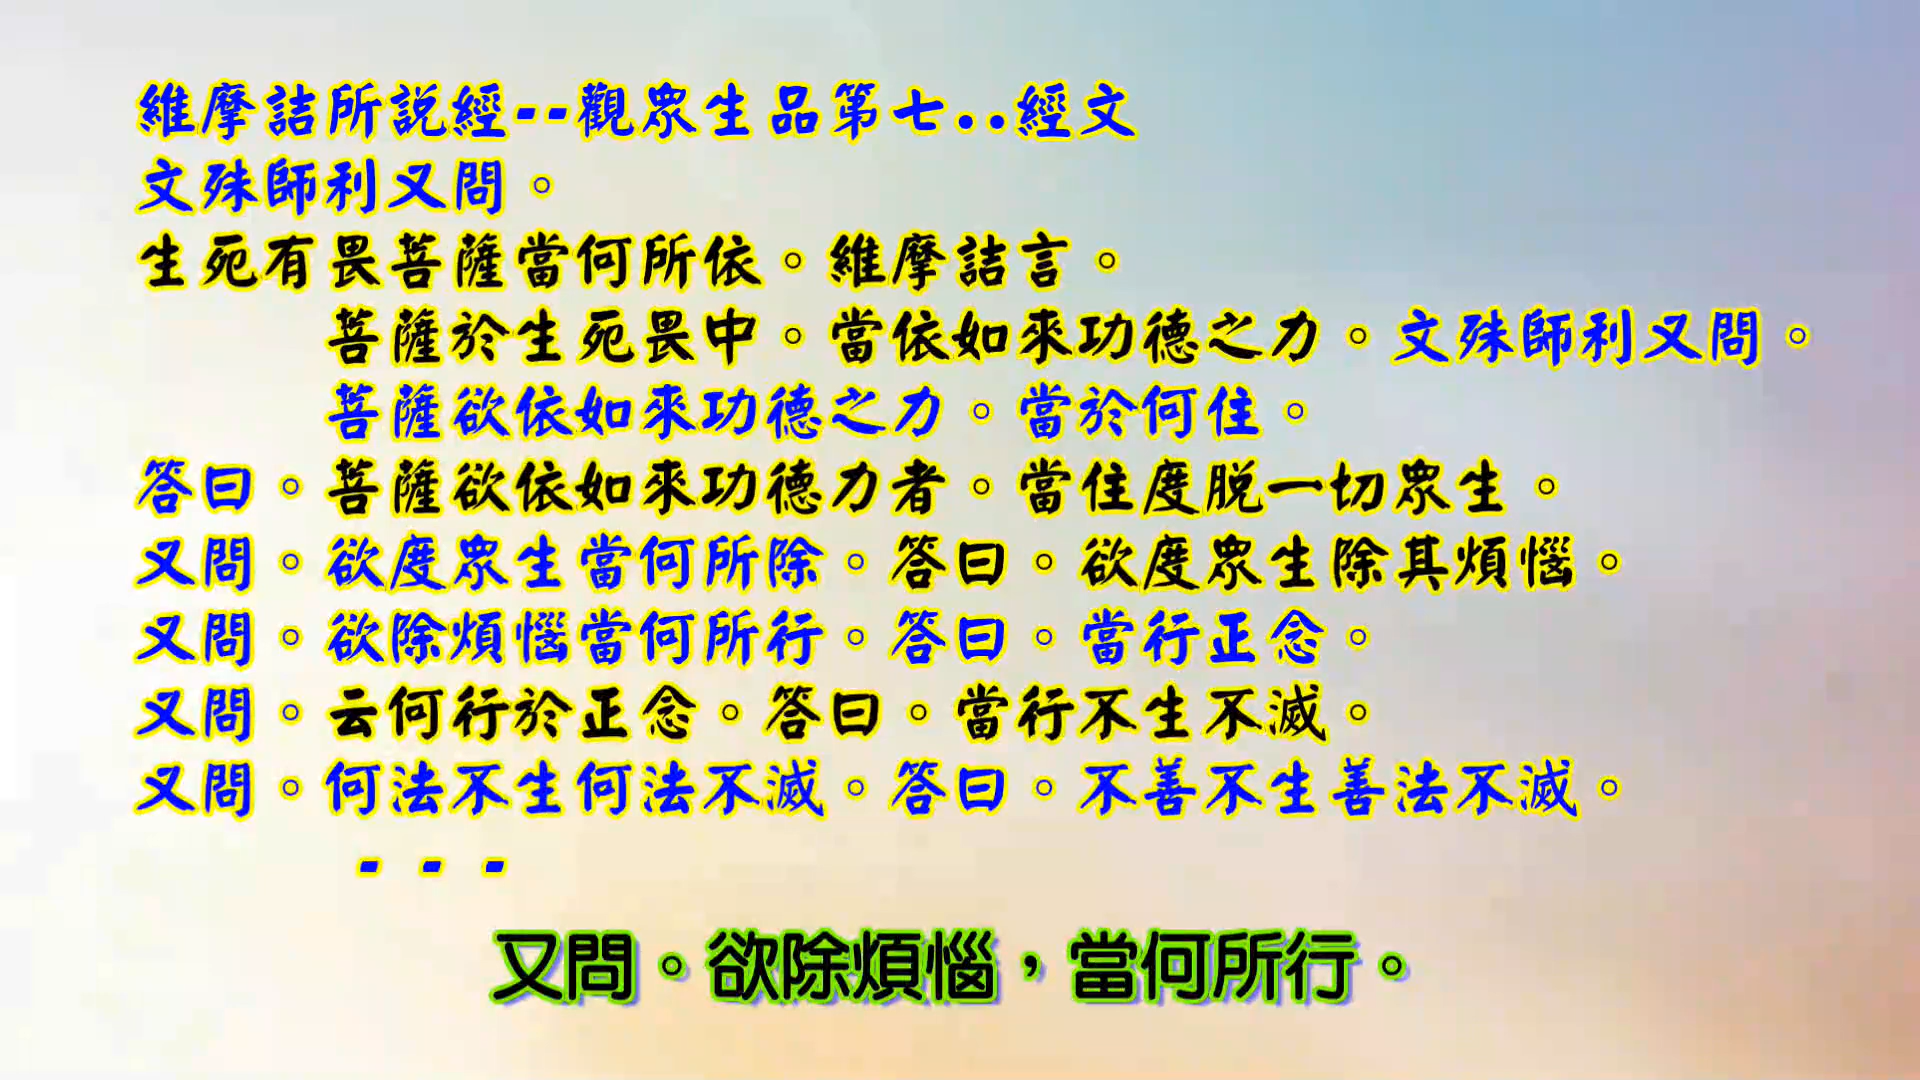 維摩詰所說經--觀眾生品第七..經文
文殊師利又問。
生死有畏菩薩當何所依。維摩詰言。
菩薩於生死畏中。當依如來功德之力。文殊師利又問。
菩薩欲依如來功德之力。當於何住。
答曰。菩薩欲依如來功德力者。當住度脫一切眾生。
又問。欲度眾生當何所除。答曰。欲度眾生除其煩惱。
又問。欲除煩惱當何所行。答曰。當行正念。
又問。云何行於正念。答曰。當行不生不滅。
又問。何法不生何法不滅。答曰。不善不生善法不滅。
- - -
又問。欲除煩惱，當何所行。